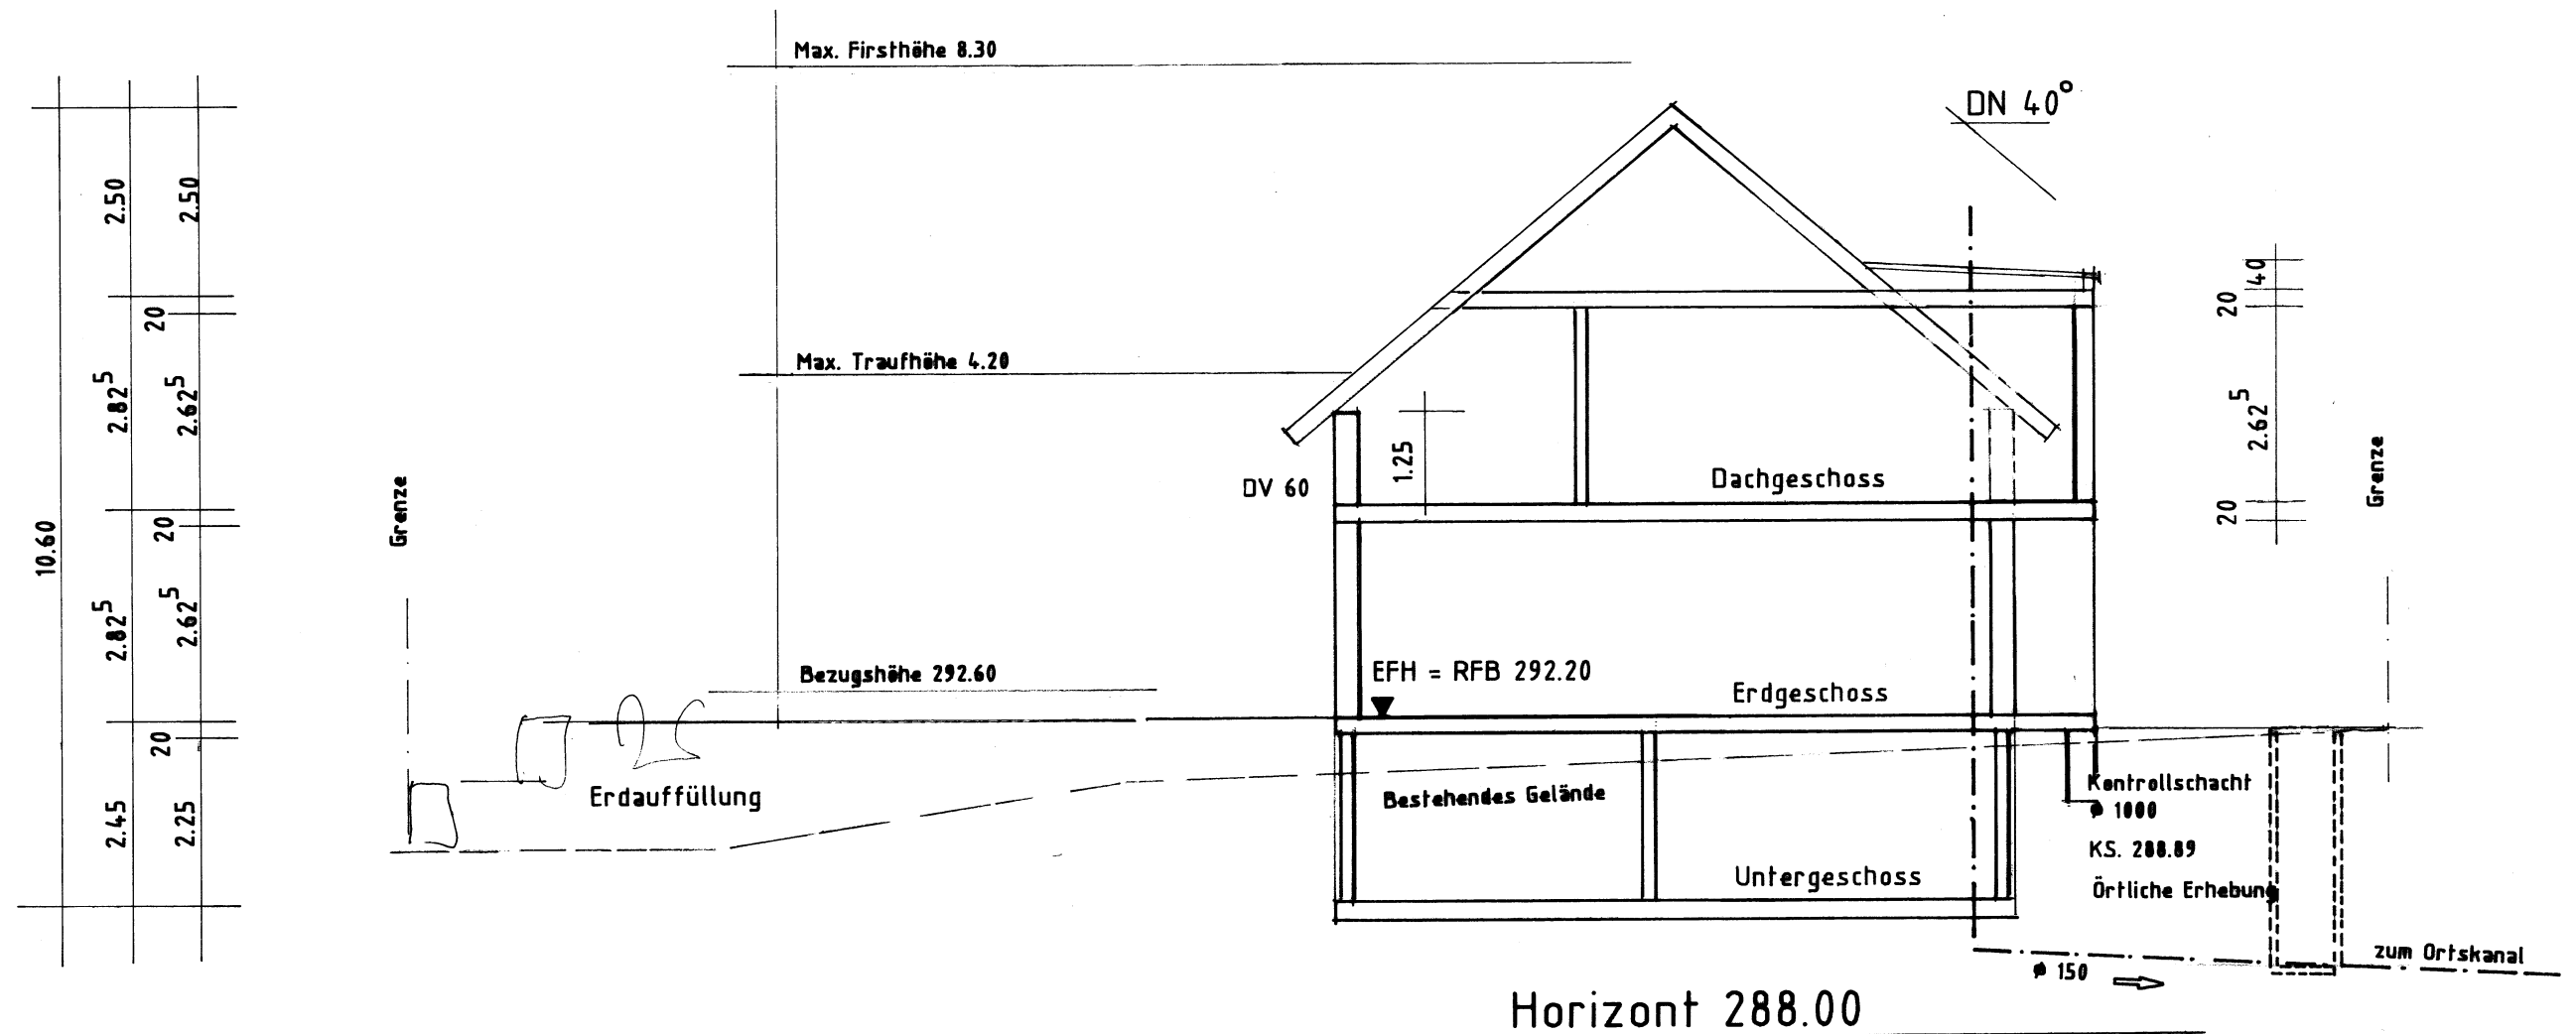 Max. Firsthöhe 8.30
DN 40°
2.50
2.50
20
40
20
Max. Traufhöhe 4.20
2.82⁵
2.62⁵
2.62⁵
1.25
Grenze
Grenze
Dachgeschoss
DV 60
20
20
10.60
2.82⁵
2.62⁵
Bezugshöhe 292.60
EFH = RFB 292.20
Erdgeschoss
20
Erdauffüllung
Bestehendes Gelände
Kontrollschacht
ø 1000
2.45
2.25
KS. 288.89
Untergeschoss
Örtliche Erhebung
zum Ortskanal
ø 150
Horizont 288.00